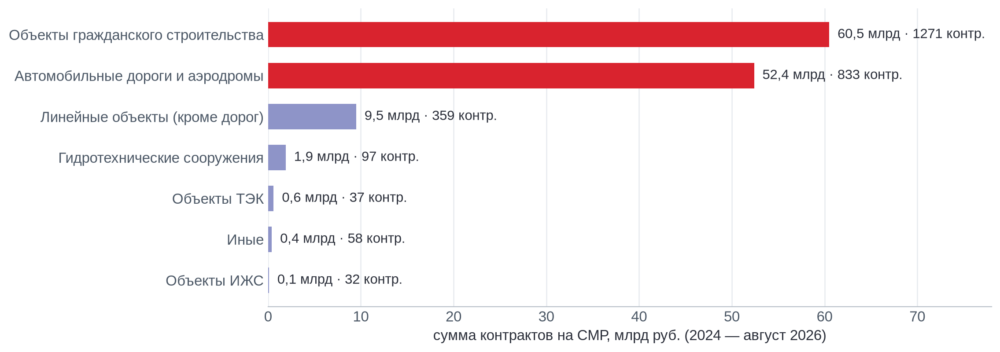 Объекты гражданского строительства 60,5 млрд · 1271 контр.
Автомобильные дороги и аэродромы 52,4 млрд · 833 контр.
Линейные объекты (кроме дорог) 9,5 млрд · 359 контр.
Гидротехнические сооружения 1,9 млрд · 97 контр.
Объекты ТЭК 0,6 млрд · 37 контр.
Иные 0,4 млрд · 58 контр.
Объекты ИЖС 0,1 млрд · 32 контр.
0 10 20 30 40 50 60 70
сумма контрактов на СМР, млрд руб. (2024 — август 2026)